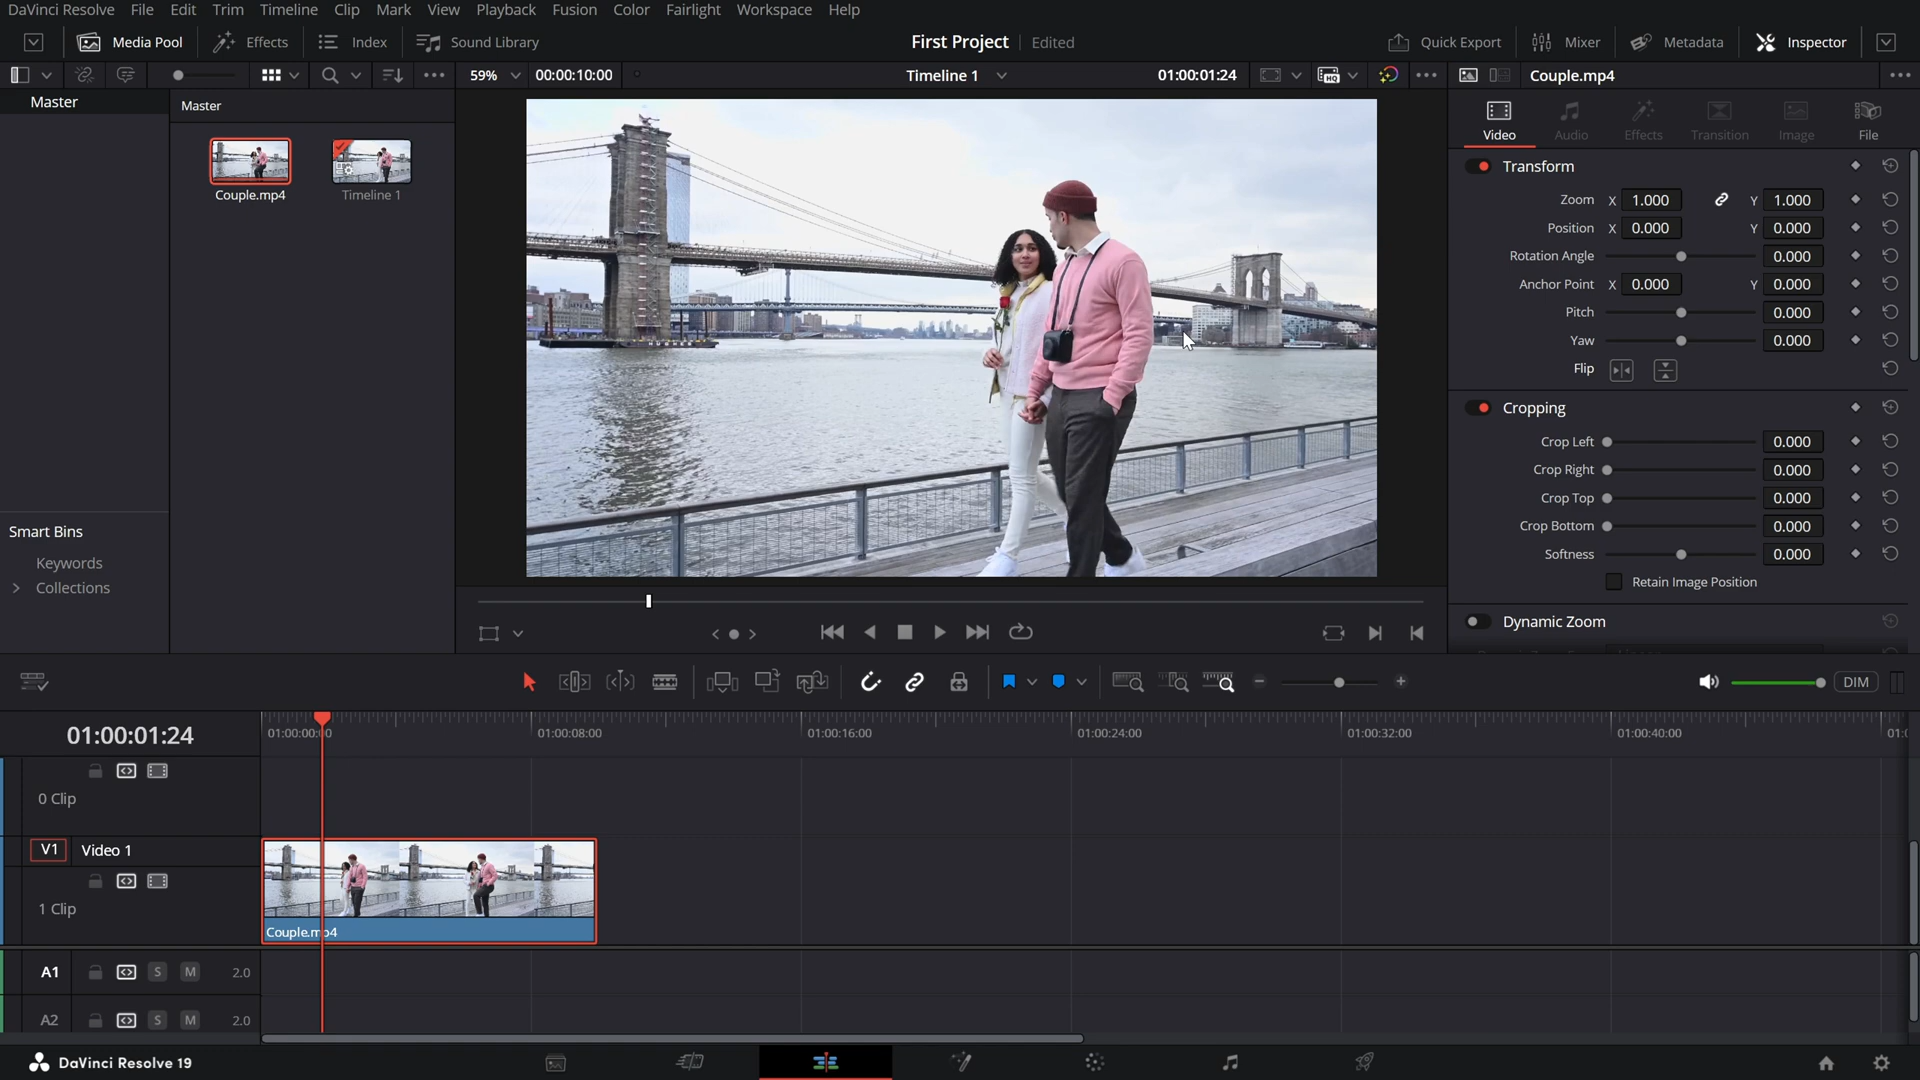 DaVinci Resolve File Edit Trim Timeline Clip Mark View Playback Fusion Color Fairlight Workspace Help
Media Pool Effects Index Sound Library First Project Edited Quick Export Mixer Metadata Inspector
59% 00:00:10:00 Timeline 1 01:00:01:24 HQ Couple.mp4
Master
Master
Couple.mp4
Timeline 1
Smart Bins
Keywords
Collections
Video Audio Effects Transition Image File
Transform
Zoom X 1.000 Y 1.000
Position X 0.000 Y 0.000
Rotation Angle 0.000
Anchor Point X 0.000 Y 0.000
Pitch 0.000
Yaw 0.000
Flip
Cropping
Crop Left 0.000
Crop Right 0.000
Crop Top 0.000
Crop Bottom 0.000
Softness 0.000
Retain Image Position
Dynamic Zoom
DIM
01:00:01:24
01:00:00:00 01:00:08:00 01:00:16:00 01:00:24:00 01:00:32:00 01:00:40:00
0 Clip
V1 Video 1
1 Clip
Couple.mp4
A1 S M 2.0
A2 S M 2.0
DaVinci Resolve 19